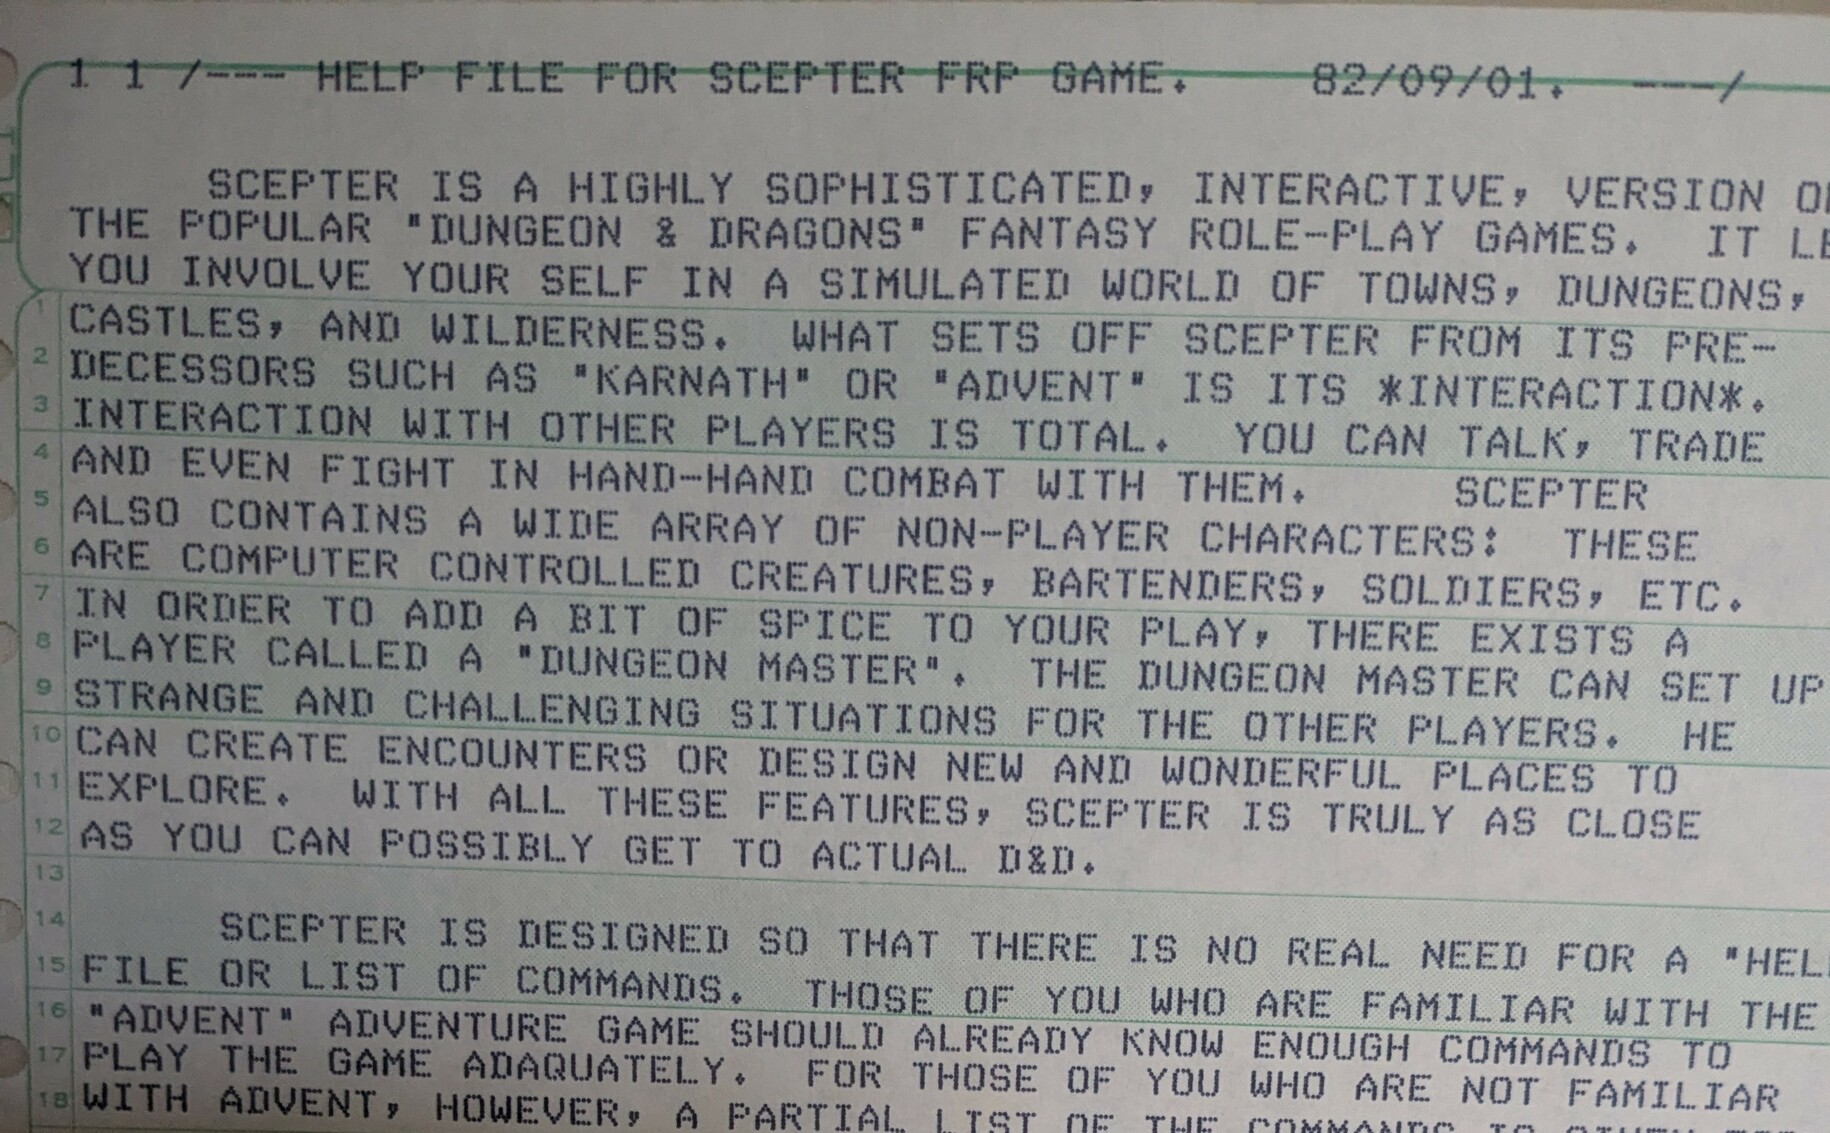 1 1 /--- HELP FILE FOR SCEPTER FRP GAME.    82/09/01.   ---/
SCEPTER IS A HIGHLY SOPHISTICATED, INTERACTIVE, VERSION
THE POPULAR "DUNGEON & DRAGONS" FANTASY ROLE-PLAY GAMES.  IT
YOU INVOLVE YOUR SELF IN A SIMULATED WORLD OF TOWNS, DUNGEONS,
1 CASTLES, AND WILDERNESS.  WHAT SETS OFF SCEPTER FROM ITS PRE-
2 DECESSORS SUCH AS "KARNATH" OR "ADVENT" IS ITS *INTERACTION*.
3 INTERACTION WITH OTHER PLAYERS IS TOTAL.  YOU CAN TALK, TRADE
4 AND EVEN FIGHT IN HAND-HAND COMBAT WITH THEM.     SCEPTER
5 ALSO CONTAINS A WIDE ARRAY OF NON-PLAYER CHARACTERS:  THESE
6 ARE COMPUTER CONTROLLED CREATURES, BARTENDERS, SOLDIERS, ETC.
7 IN ORDER TO ADD A BIT OF SPICE TO YOUR PLAY, THERE EXISTS A
8 PLAYER CALLED A "DUNGEON MASTER".  THE DUNGEON MASTER CAN SET UP
9 STRANGE AND CHALLENGING SITUATIONS FOR THE OTHER PLAYERS.  HE
10 CAN CREATE ENCOUNTERS OR DESIGN NEW AND WONDERFUL PLACES TO
11 EXPLORE.  WITH ALL THESE FEATURES, SCEPTER IS TRULY AS CLOSE
12 AS YOU CAN POSSIBLY GET TO ACTUAL D&D.
13
14 SCEPTER IS DESIGNED SO THAT THERE IS NO REAL NEED FOR A
15 FILE OR LIST OF COMMANDS.  THOSE OF YOU WHO ARE FAMILIAR WITH THE
16 "ADVENT" ADVENTURE GAME SHOULD ALREADY KNOW ENOUGH COMMANDS TO
17 PLAY THE GAME ADAQUATELY.  FOR THOSE OF YOU WHO ARE NOT FAMILIAR
18 WITH ADVENT, HOWEVER, A PARTIAL LIST OF THE COMMANDS IS